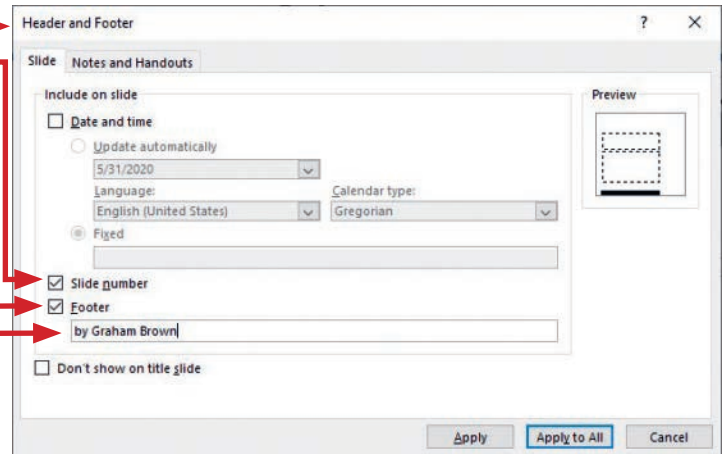 Header and Footer ? ×
Slide Notes and Handouts
Include on slide Preview
Date and time
Update automatically
5/31/2020
Language: Calendar type:
English (United States) Gregorian
Fixed
Slide number
Footer
by Graham Brown
Don't show on title slide
Apply Apply to All Cancel